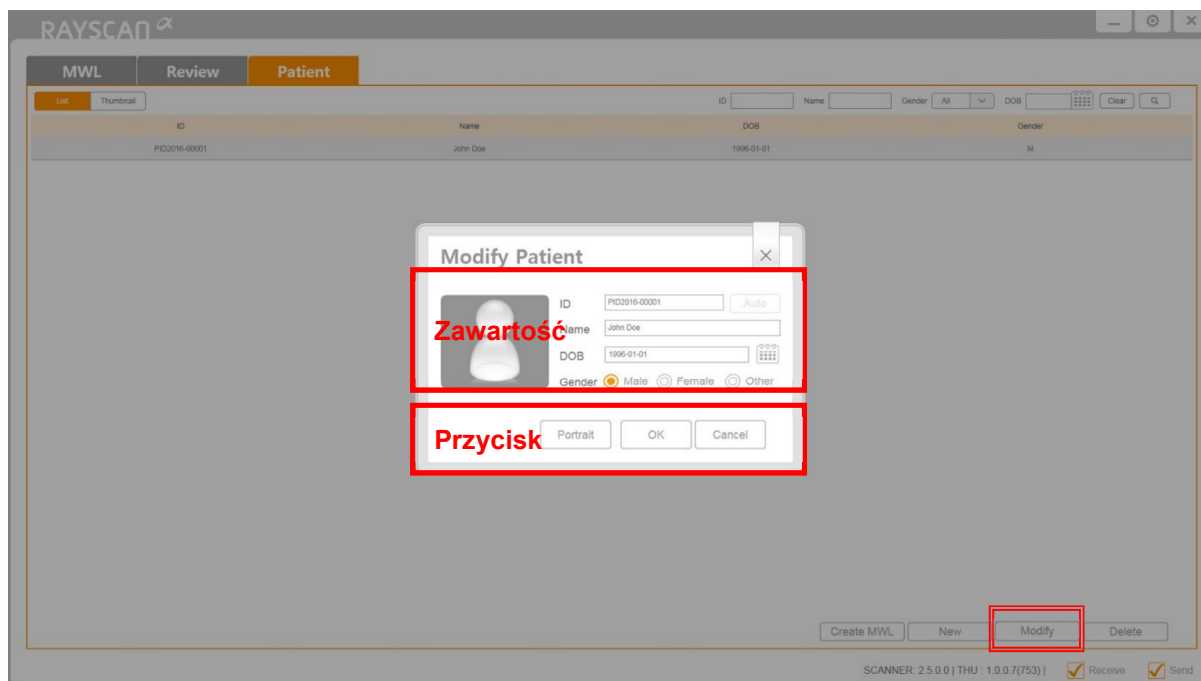 RAYSCAN α
MWL Review Patient
List Thumbnail ID Name Gender All DOB Clear
ID Name DOB Gender
PID2016-00001 John Doe 1996-01-01 M
Modify Patient
ID PID2016-00001 Auto
Zawartość
Name John Doe
DOB 1996-01-01
Gender Male Female Other
Przycisk Portrait OK Cancel
Create MWL New Modify Delete
SCANNER: 2.5.0.0 | THU : 1.0.0.7(753) | Receive Send